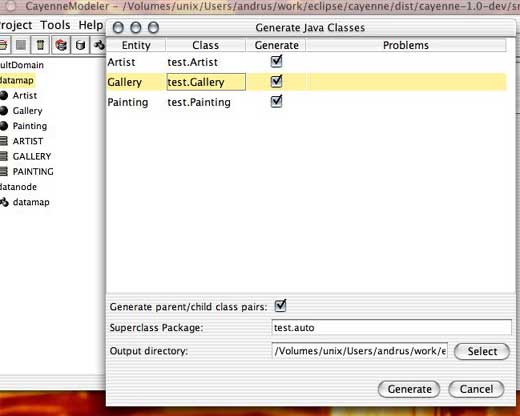 CayenneModeler – /Volumes/unix/Users/andrus/work/eclipse/cayenne/dist/cayenne-1.0-dev/sr
Project Tools Help
Generate Java Classes
Entity Class Generate Problems
Artist test.Artist
Gallery test.Gallery
Painting test.Painting
ultDomain
datamap
Artist
Gallery
Painting
ARTIST
GALLERY
PAINTING
datanode
datamap
Generate parent/child class pairs:
Superclass Package: test.auto
Output directory: /Volumes/unix/Users/andrus/work/e Select
Generate Cancel